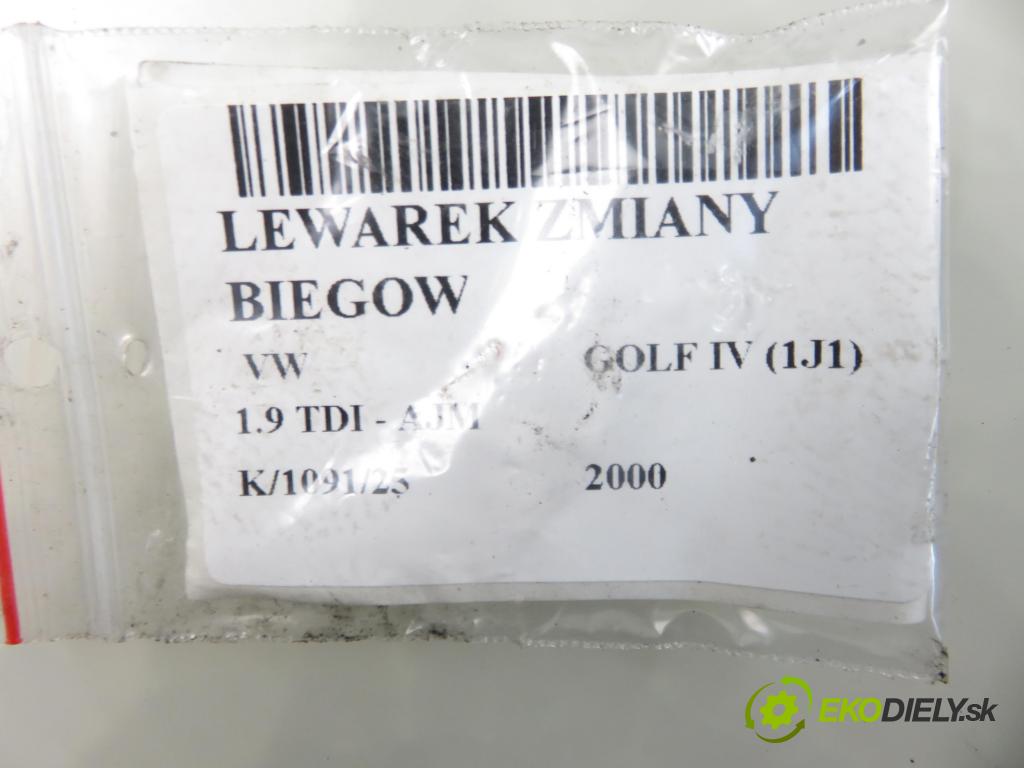 LEWAREK ZMIANY
BIEGOW
VW GOLF IV (1J1)
1.9 TDI - AJM
K/1091/25 2000
EKODIELY.sk